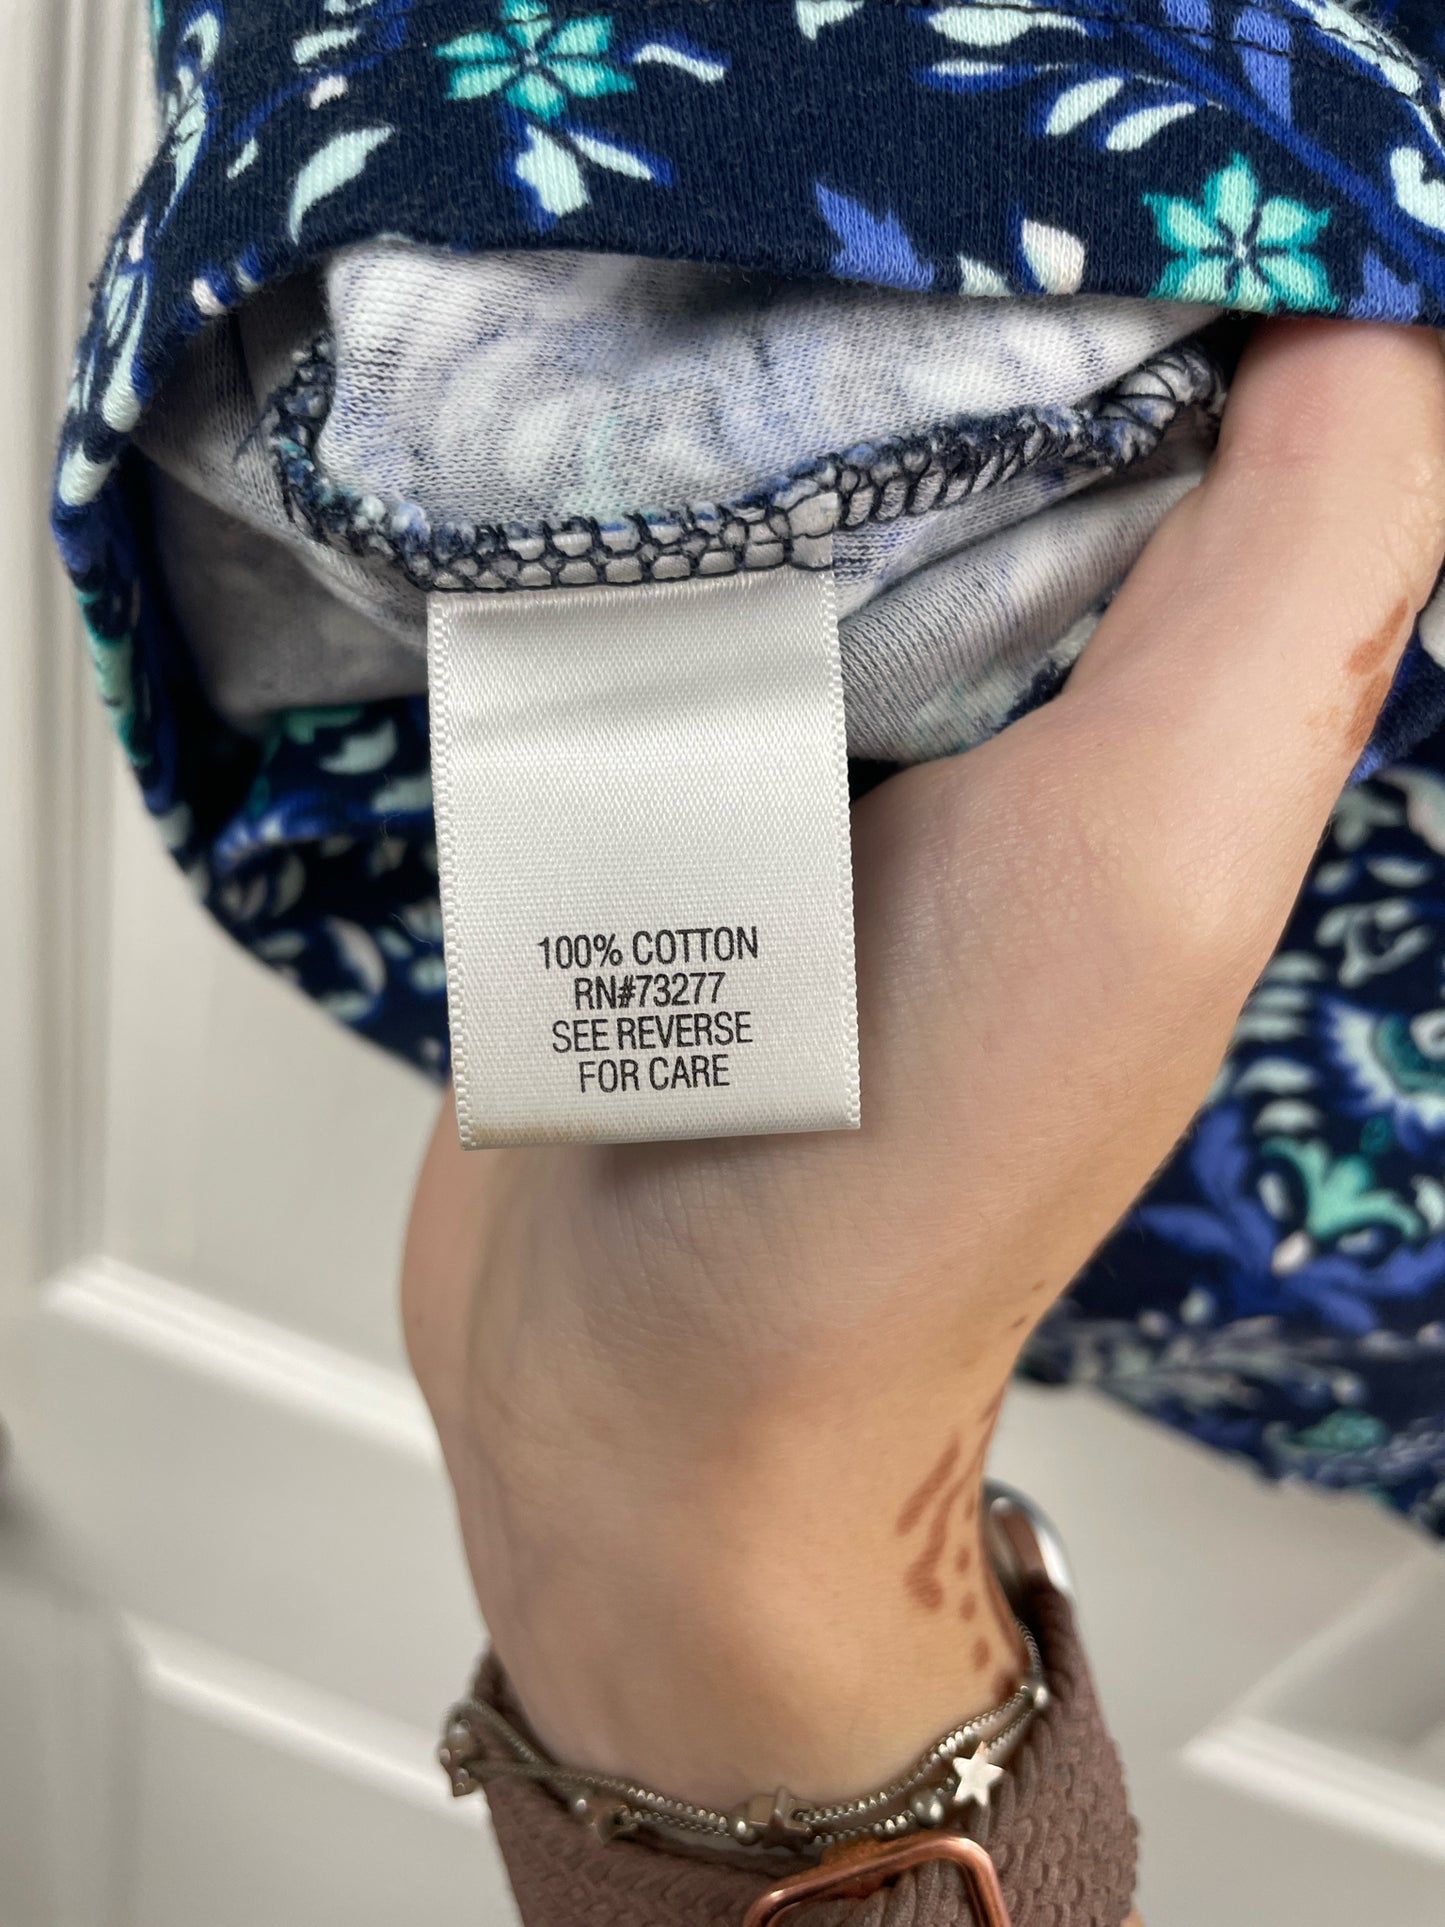 100% COTTON
RN#73277
SEE REVERSE
FOR CARE